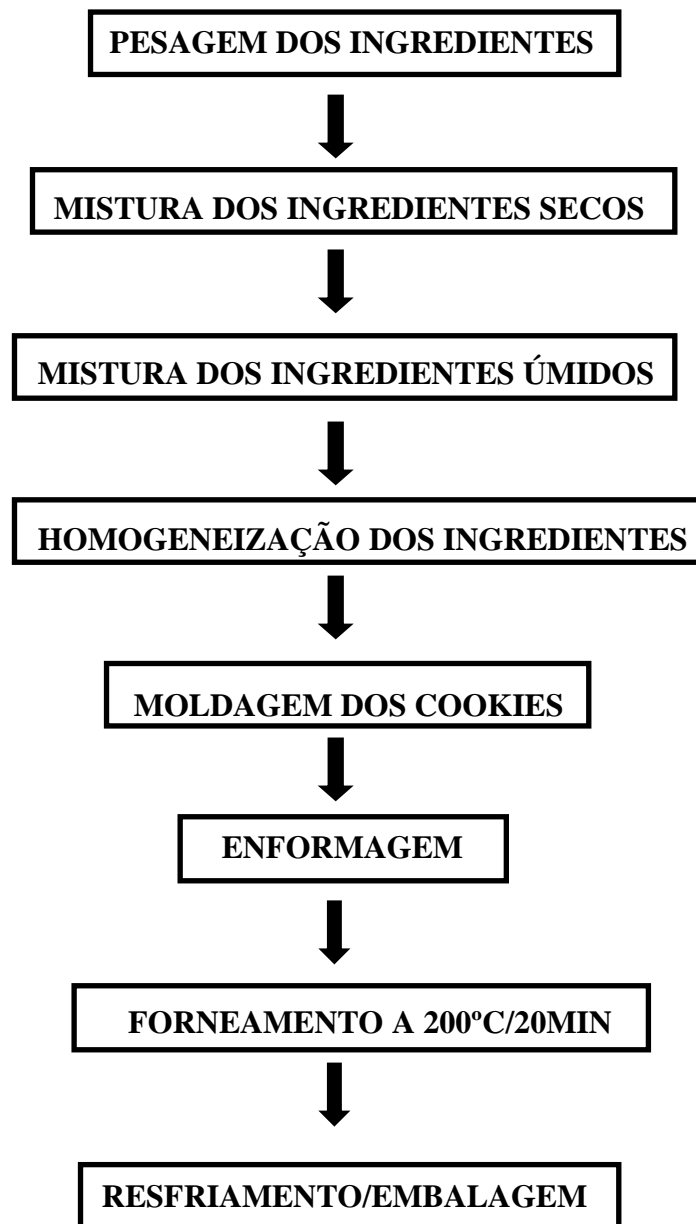 PESAGEM DOS INGREDIENTES
MISTURA DOS INGREDIENTES SECOS
MISTURA DOS INGREDIENTES ÚMIDOS
HOMOGENEIZAÇÃO DOS INGREDIENTES
MOLDAGEM DOS COOKIES
ENFORMAGEM
FORNEAMENTO A 200ºC/20MIN
RESFRIAMENTO/EMBALAGEM